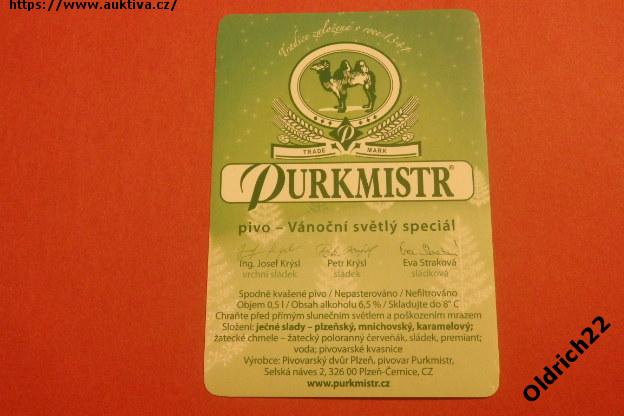 https://www.auktiva.cz/
Tradice založená v roce 1.5.84
TRADE MARK
PURKMISTR®
pivo – Vánoční světlý speciál
Ing. Josef Krýsl Petr Krýsl Eva Straková
vrchní sládek sládek sládková
Spodně kvašené pivo / Nepasterováno / Nefiltrováno
Objem 0,5 l / Obsah alkoholu 6,5 % / Skladujte do 8° C
Chraňte před přímým slunečním světlem a poškozením mrazem
Složení: ječné slady – plzeňský, mnichovský, karamelový;
žatecké chmele – žatecký poloranný červeňák, sládek, premiant;
voda; pivovarské kvasnice
Výrobce: Pivovarský dvůr Plzeň, pivovar Purkmistr,
Selská náves 2, 326 00 Plzeň-Černice, CZ
www.purkmistr.cz
Oldrich22